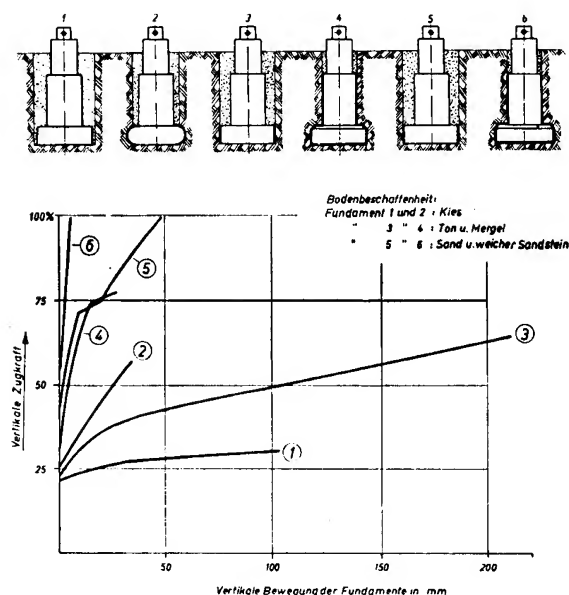 1 2 3 4 5 6
Bodenbeschaffenheit:
Fundament 1 und 2 : Kies
" 3 " 4 : Ton u. Mergel
" 5 " 6 : Sand u. weicher Sandstein
100%
75
50
25
6
5
4
2
3
1
Vertikale Zugkraft
50 100 150 200
Vertikale Bewegung der Fundamente in mm